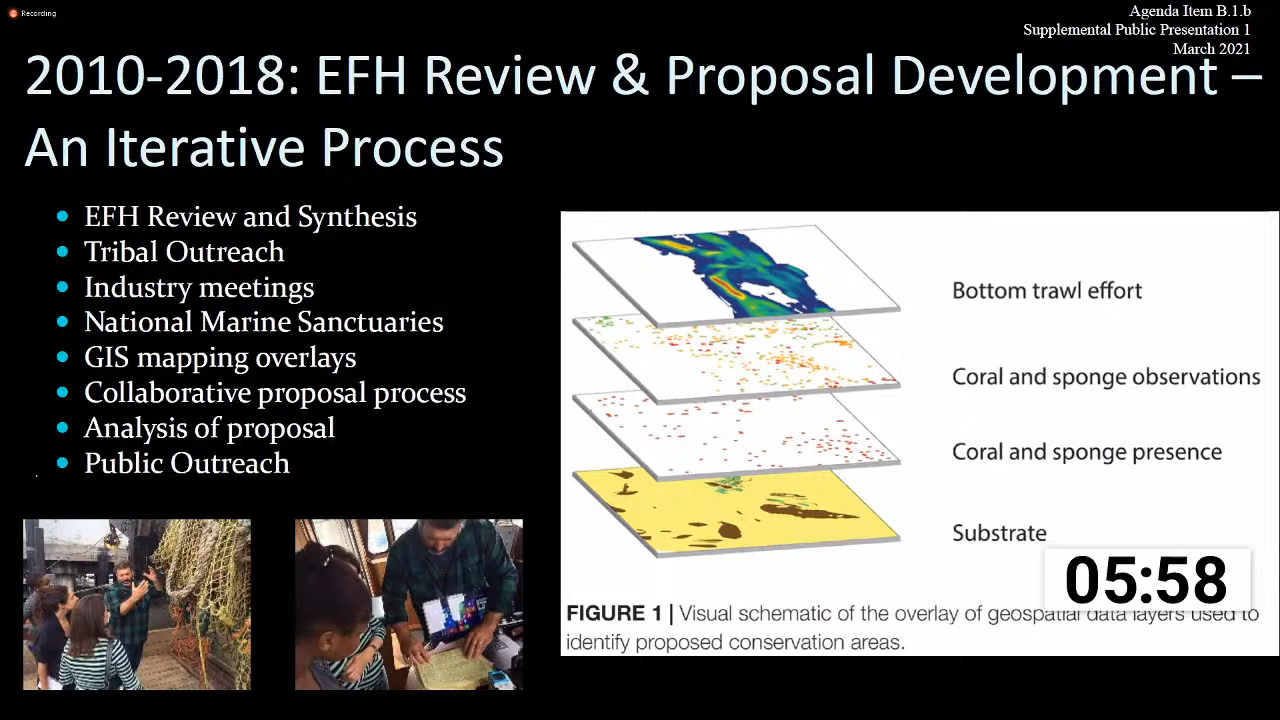 Recording
Agenda Item B.1.b
Supplemental Public Presentation 1
March 2021
2010-2018: EFH Review & Proposal Development –
An Iterative Process
EFH Review and Synthesis
Tribal Outreach
Industry meetings
National Marine Sanctuaries
GIS mapping overlays
Collaborative proposal process
Analysis of proposal
Public Outreach
Bottom trawl effort
Coral and sponge observations
Coral and sponge presence
Substrate
05:58
FIGURE 1 | Visual schematic of the overlay of geospatial data layers used to
identify proposed conservation areas.